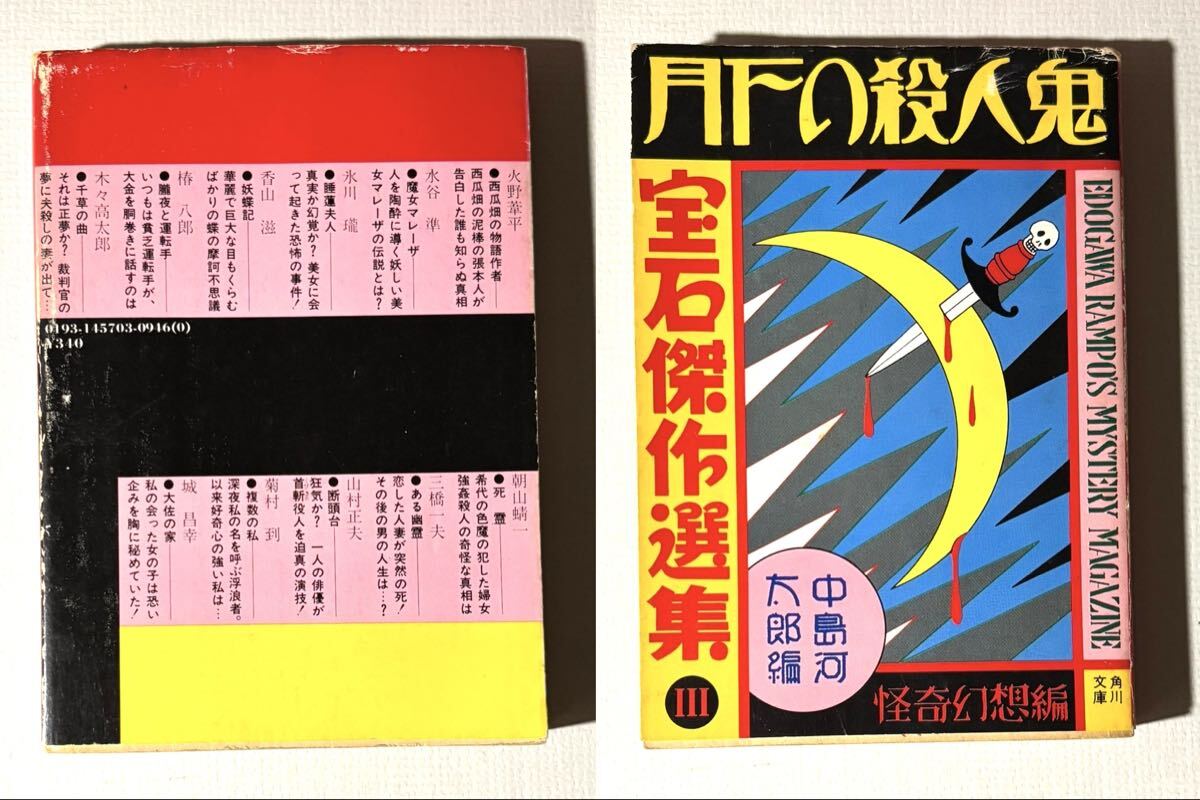 火野葦平
●西瓜畑の物語作者
西瓜畑の泥棒の張本人が
告白した誰も知らぬ真相
水谷 準
●魔女マレーザ
人を陶酔に導く妖しい美
女マレーザの伝説とは?
氷川 瓏
●睡蓮夫人
真実か幻覚か?美女に会
って起きた恐怖の事件!
香山 滋
●妖蝶記
華麗で巨大な目もくらむ
ばかりの蝶の摩訶不思議
椿 八郎
●朧夜と運転手
いつもは貧乏運転手が、
大金を胴巻きに話すのは
木々高太郎
●千草の曲
それは正夢か? 裁判官の
夢に夫殺しの妻が出て…
0193-145703-0946(0)
¥340
朝山蜻一
●死 霊
希代の色魔の犯した婦女
強姦殺人の奇怪な真相は
三橋一夫
●ある幽霊
恋した人妻が突然の死!
その後の男の人生は…?
山村正夫
●断頭台
狂気か? 一人の俳優が
首斬役人を迫真の演技!
菊村 到
●複数の私
深夜私の名を呼ぶ浮浪者。
以来好奇心の強い私は…
城 昌幸
●大佐の家
私の会った女の子は恐い
企みを胸に秘めていた!
月下の殺人鬼
宝石傑作選集
III
EDOGAWA RAMPO'S MYSTERY MAGAZINE
中島河
太郎編
怪奇幻想編
角川
文庫